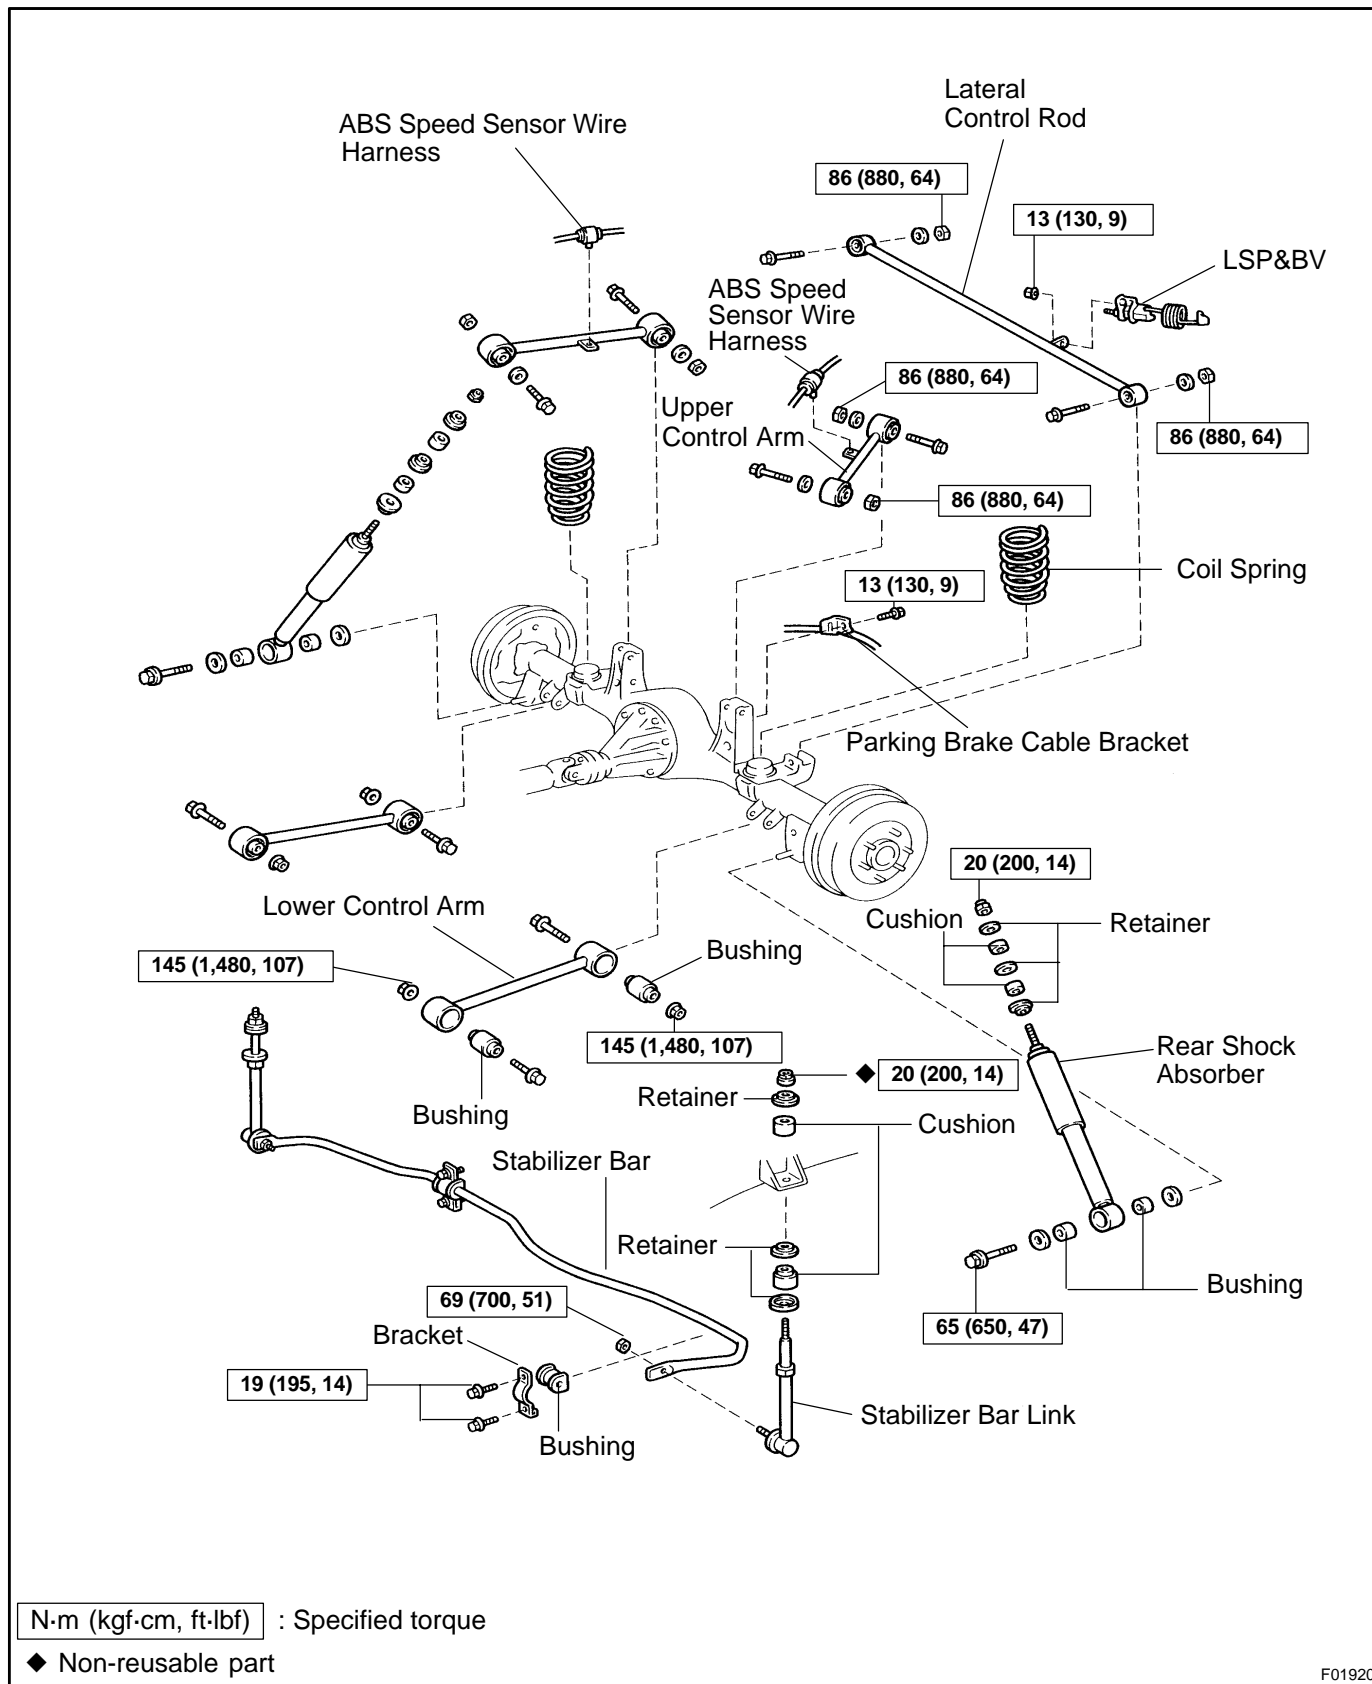 Lateral
Control Rod
ABS Speed Sensor Wire
Harness
86 (880, 64)
13 (130, 9)
LSP&BV
ABS Speed
Sensor Wire
Harness
86 (880, 64)
Upper
Control Arm
86 (880, 64)
86 (880, 64)
Coil Spring
13 (130, 9)
Parking Brake Cable Bracket
20 (200, 14)
Lower Control Arm
Cushion
Retainer
Bushing
145 (1,480, 107)
145 (1,480, 107)
Rear Shock
Absorber
◆ 20 (200, 14)
Retainer
Bushing
Cushion
Stabilizer Bar
Retainer
Bushing
69 (700, 51)
65 (650, 47)
Bracket
19 (195, 14)
Stabilizer Bar Link
Bushing
N·m (kgf·cm, ft·lbf) : Specified torque
◆ Non-reusable part
F01920